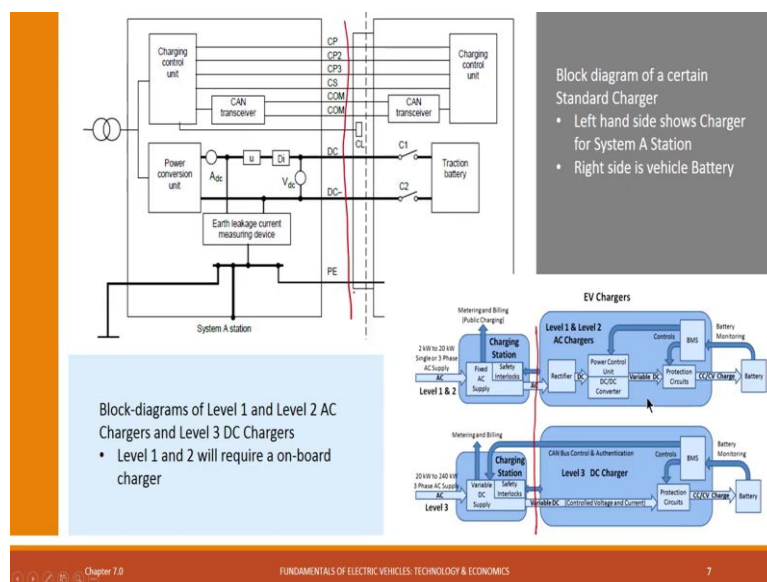 Charging
control
unit
CP
CP2
CP3
CS
COM
COM
CAN
transceiver
CL
CAN
transceiver
Charging
control
unit
Power
conversion
unit
Adc
u
Di
Vdc
DC
DC–
C1
C2
Traction
battery
Earth leakage current
measuring device
PE
System A station
Block diagram of a certain
Standard Charger
• Left hand side shows Charger
for System A Station
• Right side is vehicle Battery
Block-diagrams of Level 1 and Level 2 AC
Chargers and Level 3 DC Chargers
• Level 1 and 2 will require a on-board
charger
EV Chargers
Metering and Billing
(Public Charging)
2 kW to 20 kW
Single or 3 Phase
AC Supply
AC
Level 1 & 2
Charging
Station
Fixed
AC
Supply
Safety
Interlocks
AC
Level 1 & Level 2
AC Chargers
Rectifier
DC
Power Control
Unit
DC/DC
Converter
Variable DC
Controls
BMS
Protection
Circuits
Battery
Monitoring
CC/CV Charge
Battery
Metering and Billing
20 kW to 240 kW
3 Phase AC Supply
AC
Level 3
Charging
Station
Variable
DC
Supply
Safety
Interlocks
CAN Bus Control & Authentication
Level 3 DC Charger
Variable DC (Controlled Voltage and Current)
Controls
BMS
Protection
Circuits
Battery
Monitoring
CC/CV Charge
Battery
Chapter 7.0
FUNDAMENTALS OF ELECTRIC VEHICLES: TECHNOLOGY & ECONOMICS
7